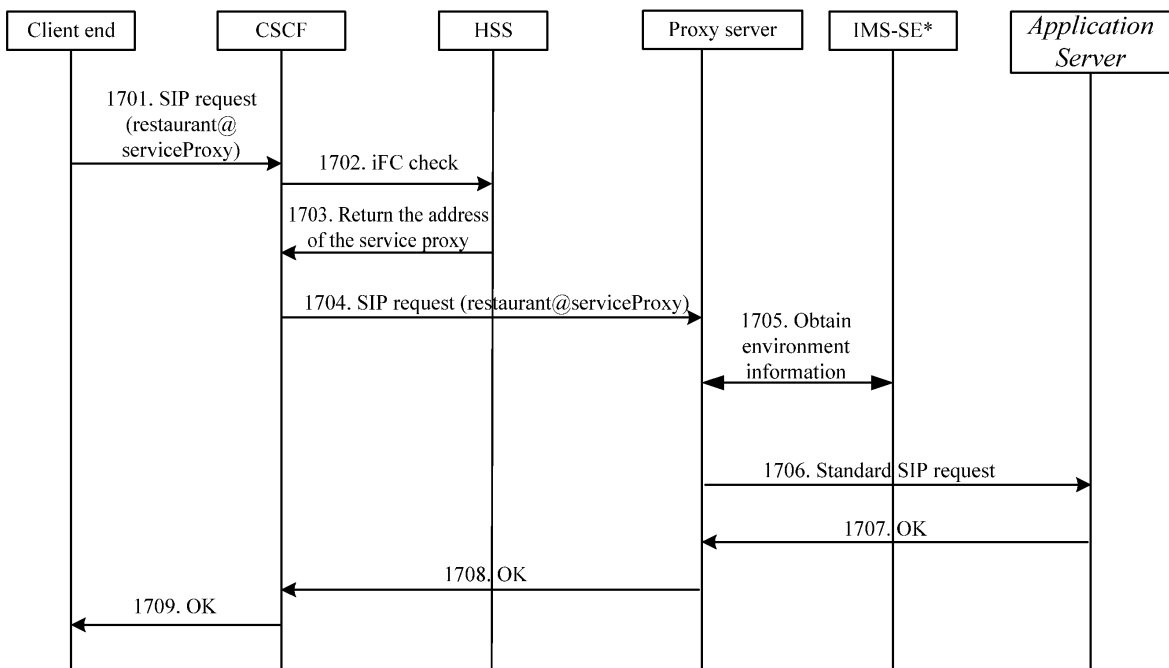 Client end
CSCF
HSS
Proxy server
IMS-SE*
Application
Server
1701. SIP request
(restaurant@
serviceProxy)
1702. iFC check
1703. Return the address
of the service proxy
1704. SIP request (restaurant@serviceProxy)
1705. Obtain
environment
information
1706. Standard SIP request
1707. OK
1708. OK
1709. OK